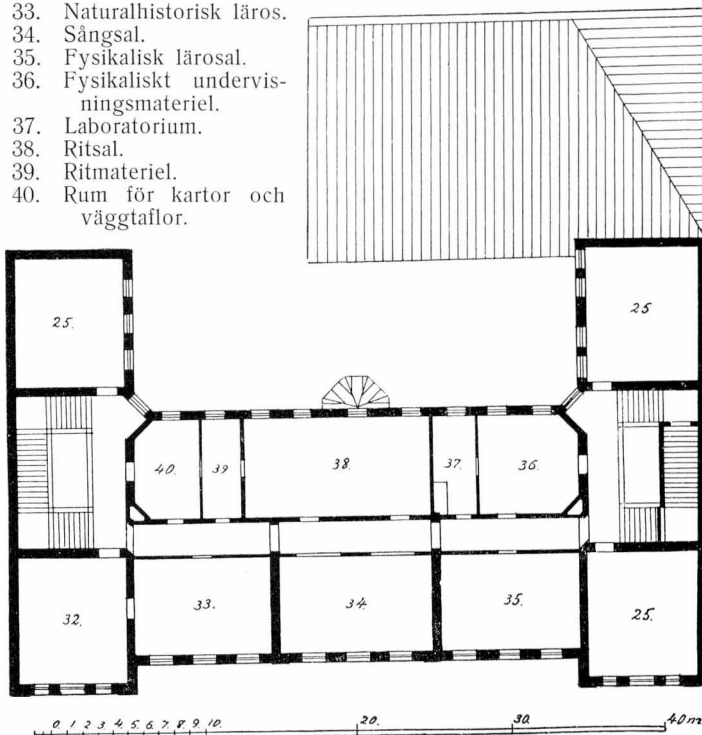 33. Naturalhistorisk läros.
34. Sångsal.
35. Fysikalisk lärosal.
36. Fysikaliskt undervis-
ningsmateriel.
37. Laboratorium.
38. Ritsal.
39. Ritmateriel.
40. Rum för kartor och
väggtaflor.
25. 25
40. 39 38. 37. 36.
32. 33. 34 35. 25.
0. 1 2 3 4. 5. 6. 7. 8. 9. 10. 20. 30. 40 m